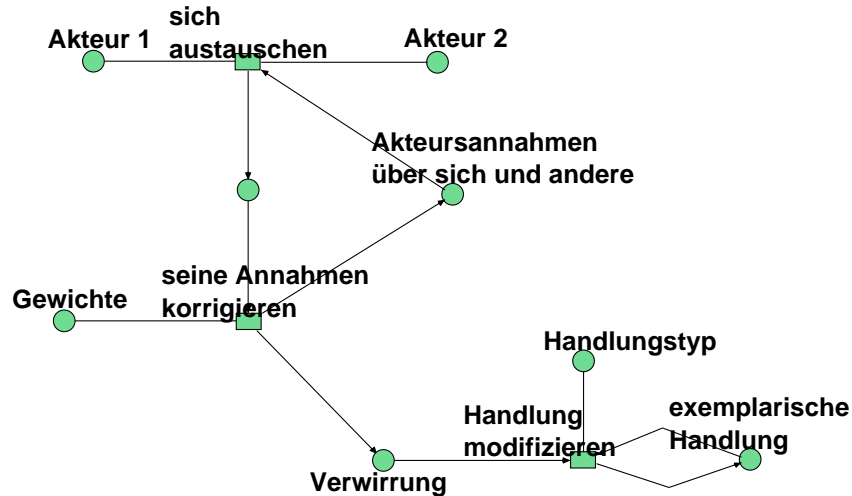 sich
austauschen
Akteur 1
Akteur 2
Akteursannahmen
über sich und andere
seine Annahmen
korrigieren
Gewichte
Handlungstyp
Handlung
modifizieren
exemplarische
Handlung
Verwirrung